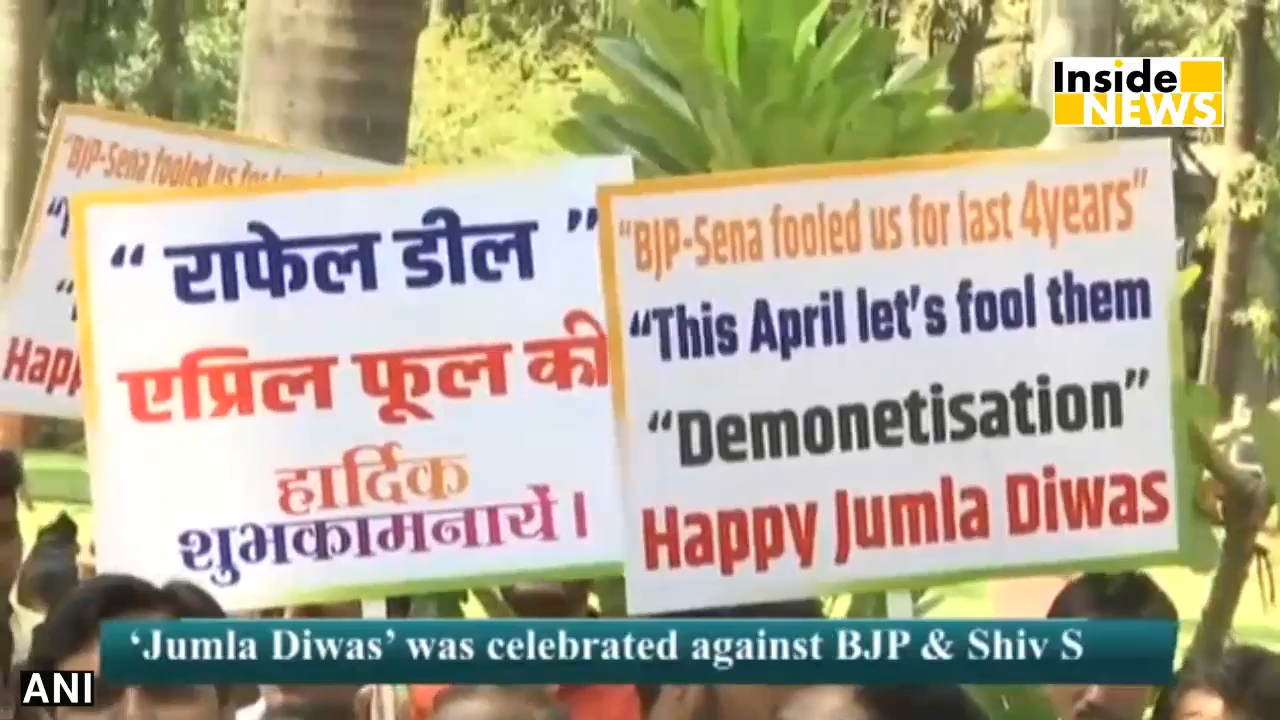 Inside
NEWS
"BJP-Sena fooled us for
Happ
“ राफेल डील ”
एप्रिल फूल की
हार्दिक
शुभकामनायें।
“BJP-Sena fooled us for last 4years”
“This April let’s fool them
“Demonetisation”
Happy Jumla Diwas
‘Jumla Diwas’ was celebrated against BJP & Shiv S
ANI